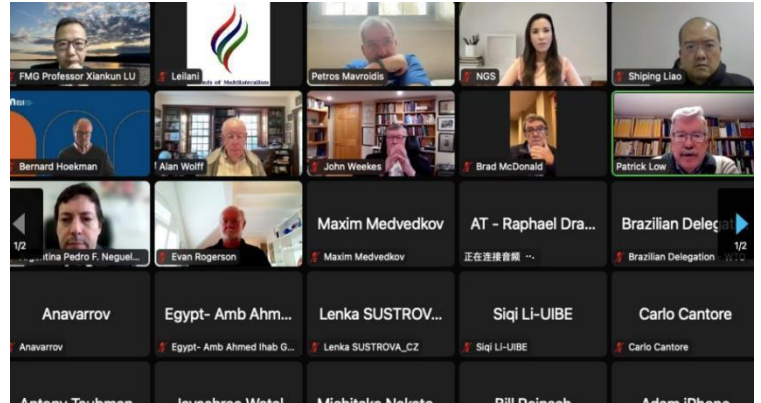 FMG Professor Xiankun LU
Leilani
Petros Mavroidis
NGS
Shiping Liao
Bernard Hoekman
Alan Wolff
John Weekes
Brad McDonald
Patrick Low
1/2
Pedro F. Neguel...
Evan Rogerson
Maxim Medvedkov
Maxim Medvedkov
AT - Raphael Dra...
正在连接音频 ...
Brazilian
Brazilian Delegation - WTO
1/2
Anavarrov
Anavarrov
Egypt- Amb Ahm...
Egypt- Amb Ahmed Ihab G...
Lenka SUSTROV...
Lenka SUSTROVA_CZ
Siqi Li-UIBE
Siqi Li-UIBE
Carlo Cantore
Carlo Cantore